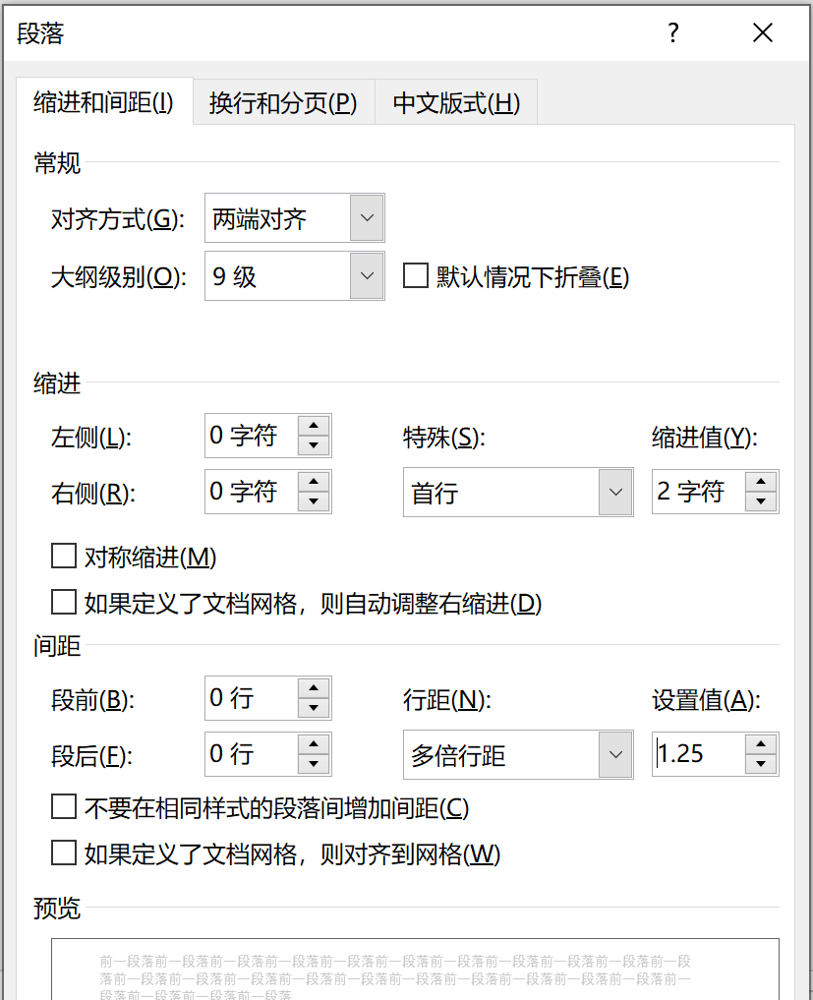 段落 ?
缩进和间距(I) 换行和分页(P) 中文版式(H)
常规
对齐方式(G): 两端对齐
大纲级别(O): 9 级 默认情况下折叠(E)
缩进
左侧(L): 0 字符 特殊(S): 缩进值(Y):
右侧(R): 0 字符 首行 2 字符
对称缩进(M)
如果定义了文档网格，则自动调整右缩进(D)
间距
段前(B): 0 行 行距(N): 设置值(A):
段后(F): 0 行 多倍行距 1.25
不要在相同样式的段落间增加间距(C)
如果定义了文档网格，则对齐到网格(W)
预览
前一段落前一段落前一段落前一段落前一段落前一段落前一段落前一段落前一段落前一段落前一段
落前一段落前一段落前一段落前一段落前一段落前一段落前一段落前一段落前一段落前一段落前一
段落前一段落前一段落前一段落